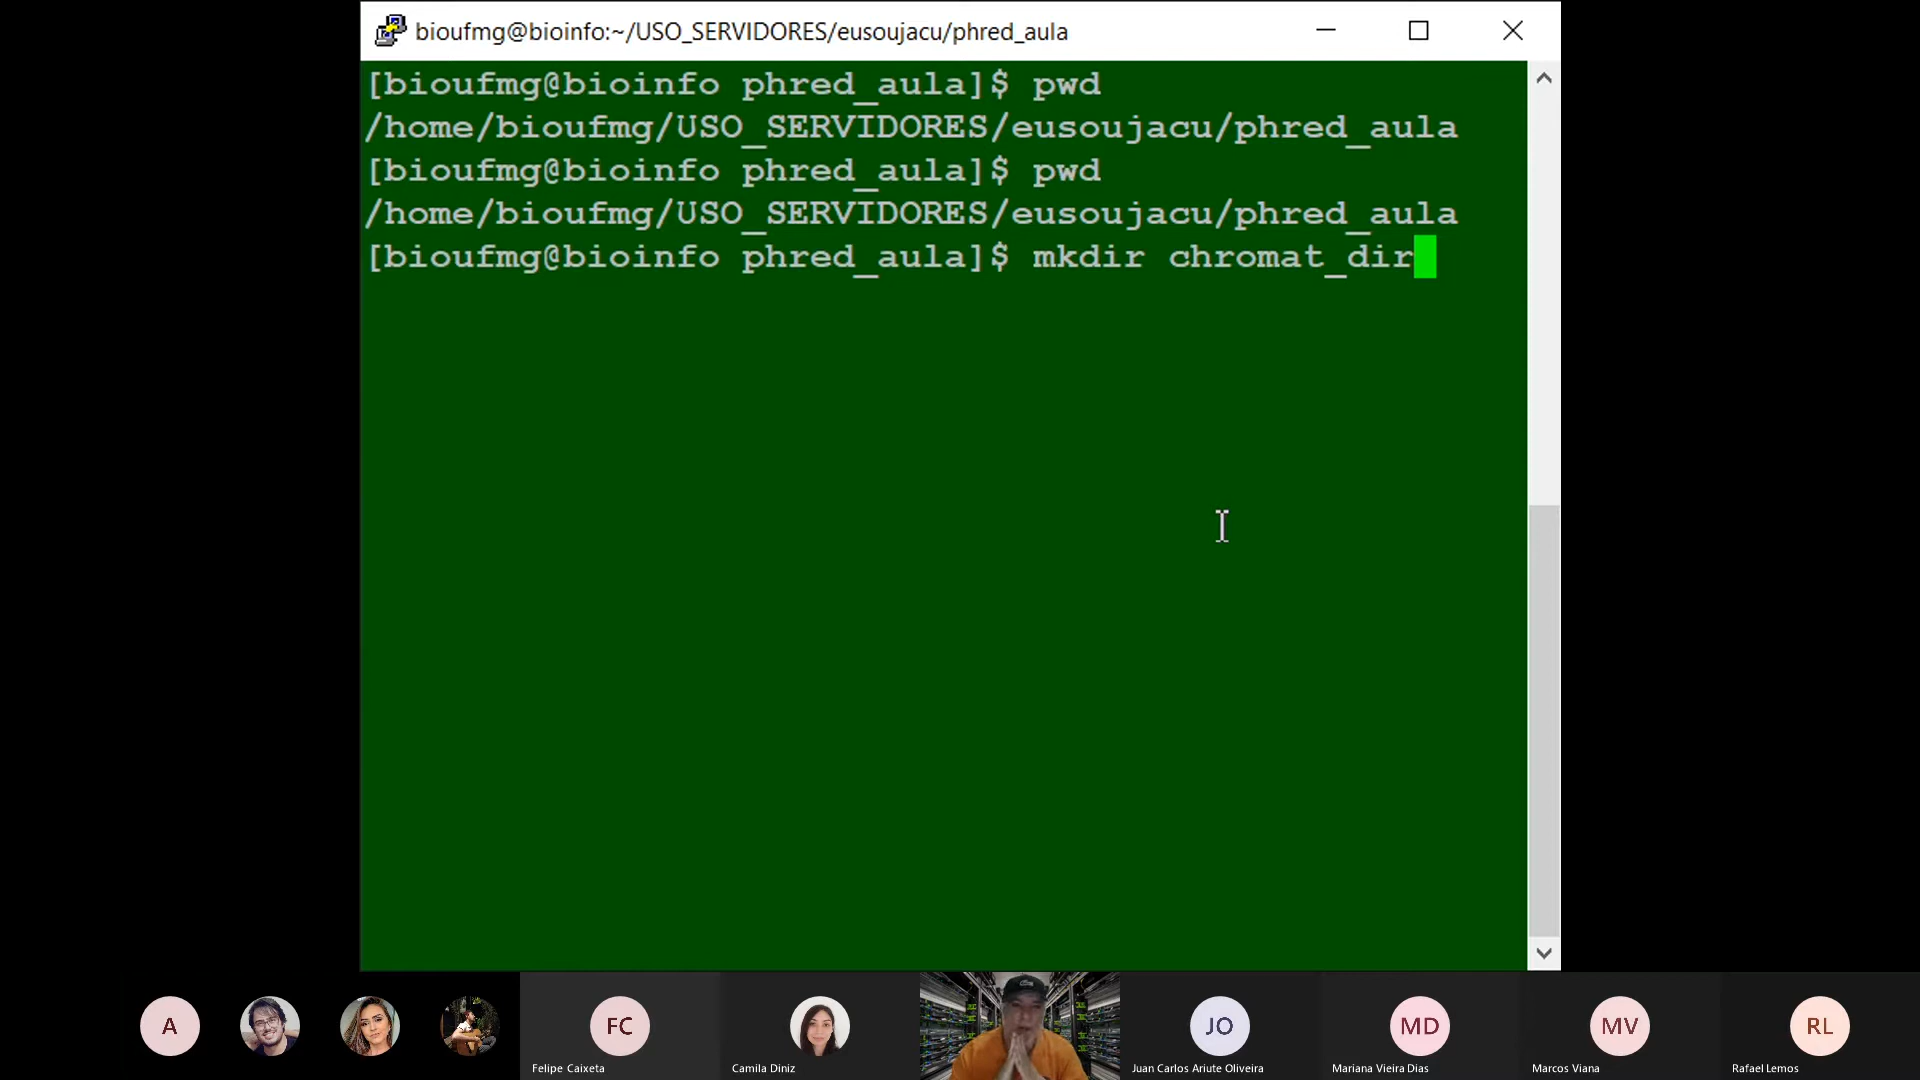 bioufmg@bioinfo:~/USO_SERVIDORES/eusoujacu/phred_aula
[bioufmg@bioinfo phred_aula]$ pwd
/home/bioufmg/USO_SERVIDORES/eusoujacu/phred_aula
[bioufmg@bioinfo phred_aula]$ pwd
/home/bioufmg/USO_SERVIDORES/eusoujacu/phred_aula
[bioufmg@bioinfo phred_aula]$ mkdir chromat_dir
A
FC
JO
MD
MV
RL
Felipe Caixeta
Camila Diniz
Juan Carlos Ariute Oliveira
Mariana Vieira Dias
Marcos Viana
Rafael Lemos